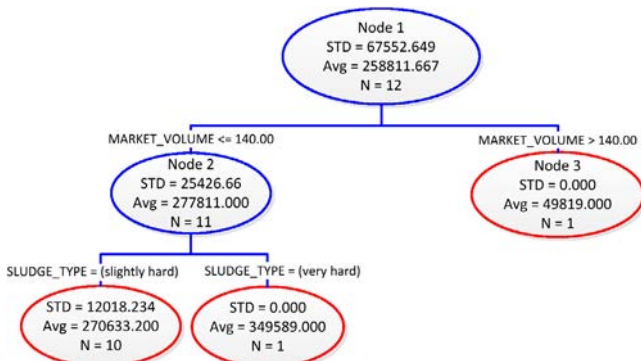 Node 1
STD = 67552.649
Avg = 258811.667
N = 12
MARKET_VOLUME <= 140.00
MARKET_VOLUME > 140.00
Node 2
STD = 25426.66
Avg = 277811.000
N = 11
Node 3
STD = 0.000
Avg = 49819.000
N = 1
SLUDGE_TYPE = (slightly hard)
SLUDGE_TYPE = (very hard)
STD = 12018.234
Avg = 270633.200
N = 10
STD = 0.000
Avg = 349589.000
N = 1